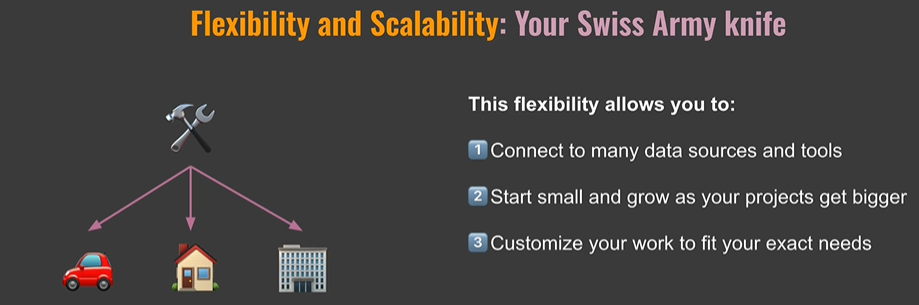 Flexibility and Scalability: Your Swiss Army knife
This flexibility allows you to:
1 Connect to many data sources and tools
2 Start small and grow as your projects get bigger
3 Customize your work to fit your exact needs